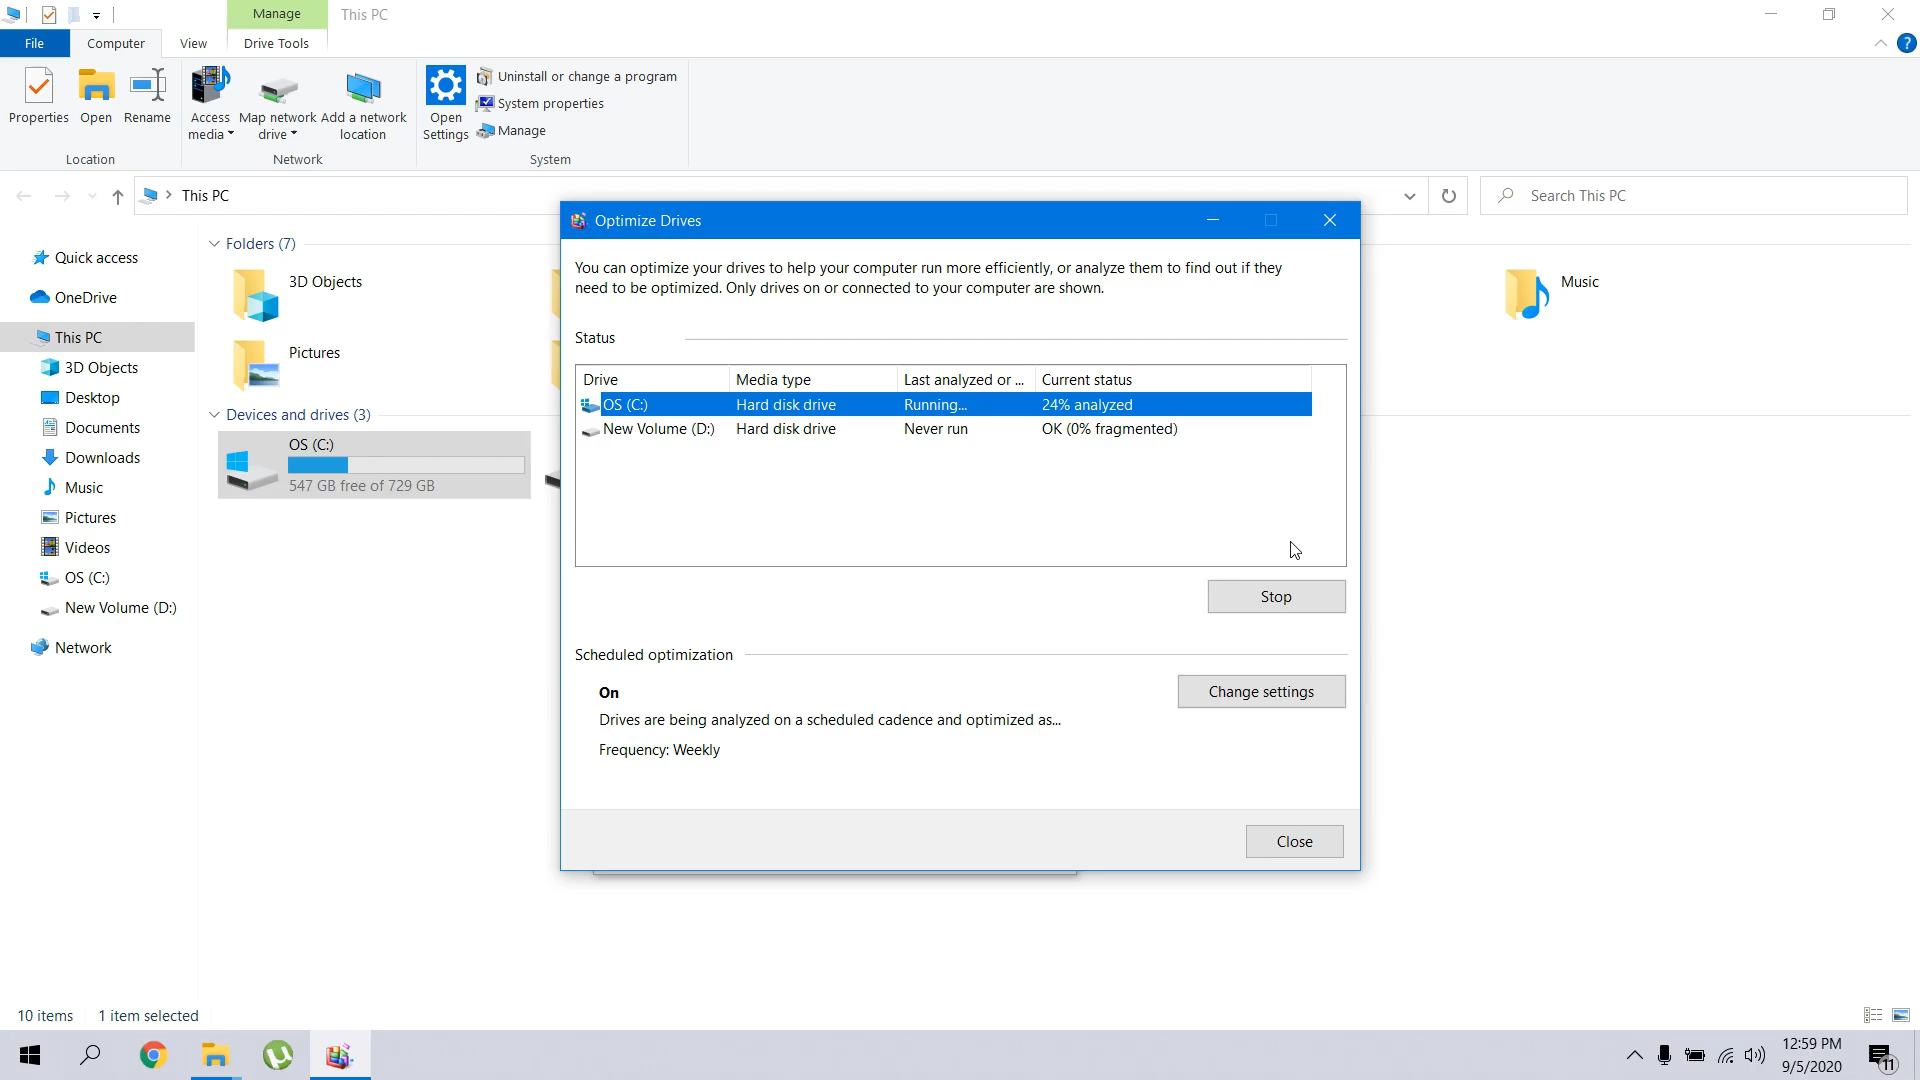 Manage
This PC
File
Computer
View
Drive Tools
Properties
Open
Rename
Access
media
Map network
drive
Add a network
location
Open
Settings
Uninstall or change a program
System properties
Manage
Location
Network
System
This PC
Search This PC
Quick access
OneDrive
This PC
3D Objects
Desktop
Documents
Downloads
Music
Pictures
Videos
OS (C:)
New Volume (D:)
Network
Folders (7)
3D Objects
Music
Pictures
Devices and drives (3)
OS (C:)
547 GB free of 729 GB
Optimize Drives
You can optimize your drives to help your computer run more efficiently, or analyze them to find out if they
need to be optimized. Only drives on or connected to your computer are shown.
Status
Drive Media type Last analyzed or ... Current status
OS (C:) Hard disk drive Running... 24% analyzed
New Volume (D:) Hard disk drive Never run OK (0% fragmented)
Stop
Scheduled optimization
On
Change settings
Drives are being analyzed on a scheduled cadence and optimized as...
Frequency: Weekly
Close
10 items 1 item selected
12:59 PM
9/5/2020
11